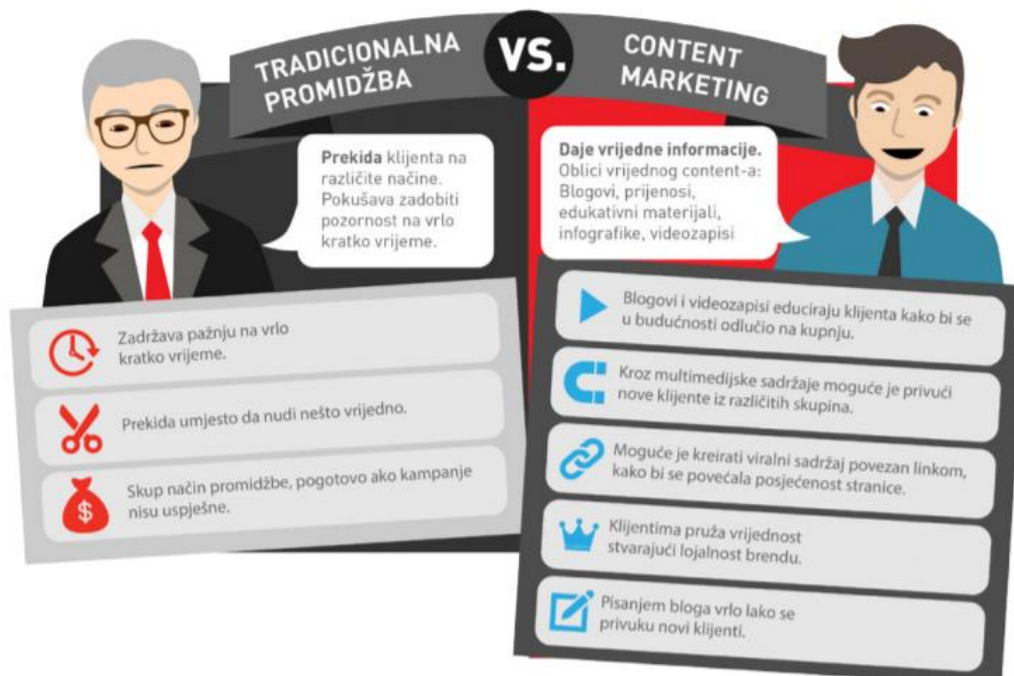 TRADICIONALNA
PROMIDŽBA
VS.
CONTENT
MARKETING
Prekida klijenta na
različite načine.
Pokušava zadobiti
pozornost na vrlo
kratko vrijeme.
Daje vrijedne informacije.
Oblici vrijednog content-a:
Blogovi, prijenosi,
edukativni materijali,
infografike, videozapisi
Zadržava pažnju na vrlo
kratko vrijeme.
Prekida umjesto da nudi nešto vrijedno.
Skup način promidžbe, pogotovo ako kampanje
nisu uspješne.
$
Blogovi i videozapisi educiraju klijenta kako bi se
u budućnosti odlučio na kupnju.
Kroz multimedijske sadržaje moguće je privući
nove klijente iz različitih skupina.
Moguće je kreirati viralni sadržaj povezan linkom,
kako bi se povećala posjećenost stranice.
Klijentima pruža vrijednost
stvarajući lojalnost brendu.
Pisanjem bloga vrlo lako se
privuku novi klijenti.